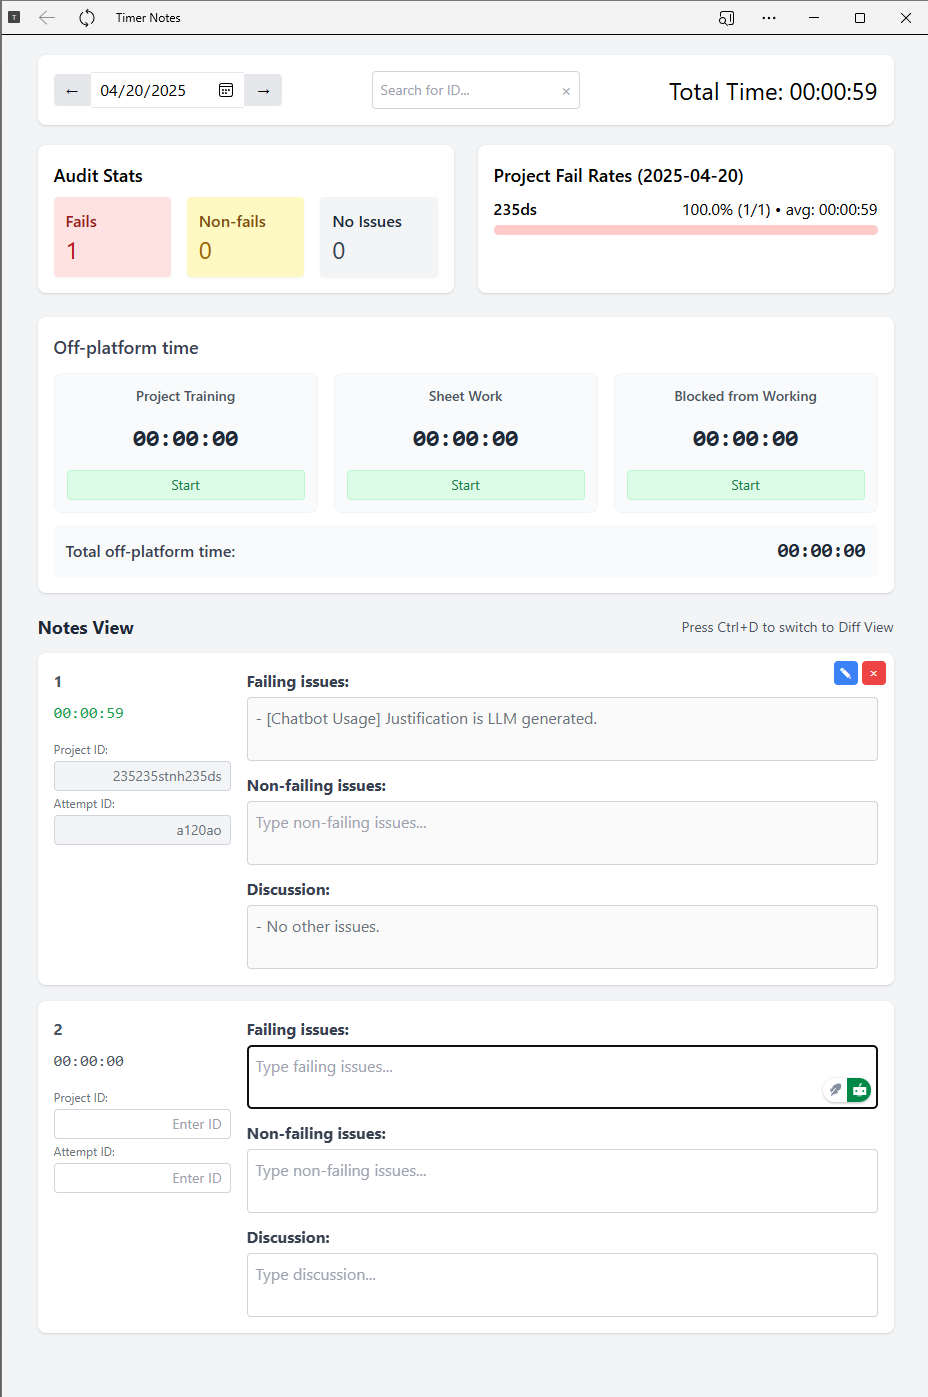 T
Timer Notes
←
04/20/2025
→
Search for ID...
×
Total Time: 00:00:59
Audit Stats
Fails
1
Non-fails
0
No Issues
0
Project Fail Rates (2025-04-20)
235ds
100.0% (1/1) • avg: 00:00:59
Off-platform time
Project Training
00:00:00
Start
Sheet Work
00:00:00
Start
Blocked from Working
00:00:00
Start
Total off-platform time:
00:00:00
Notes View
Press Ctrl+D to switch to Diff View
1
00:00:59
Project ID:
235235stnh235ds
Attempt ID:
a120ao
Failing issues:
- [Chatbot Usage] Justification is LLM generated.
Non-failing issues:
Type non-failing issues...
Discussion:
- No other issues.
2
00:00:00
Project ID:
Enter ID
Attempt ID:
Enter ID
Failing issues:
Type failing issues...
Non-failing issues:
Type non-failing issues...
Discussion:
Type discussion...